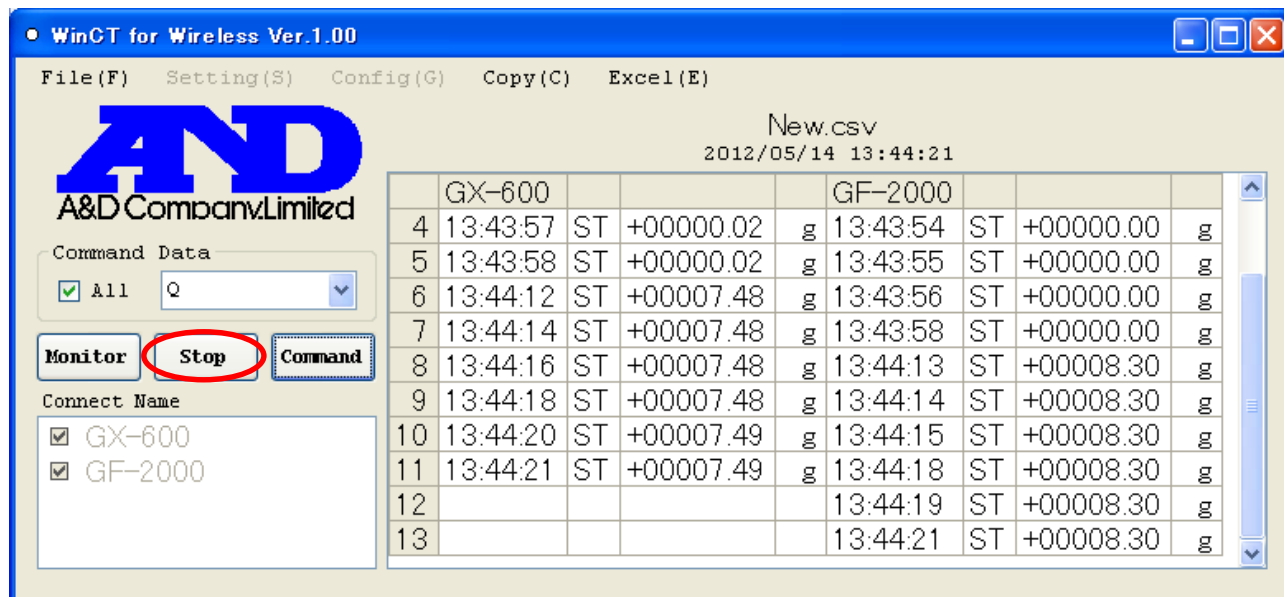 WinCT for Wireless Ver.1.00
File(F) Setting(S) Config(G) Copy(C) Excel(E)
AND
A&D Company,Limited
New.csv
2012/05/14 13:44:21
Command Data
All Q
Monitor Stop Command
Connect Name
GX-600
GF-2000
GX-600 GF-2000
4 13:43:57 ST +00000.02 g 13:43:54 ST +00000.00 g
5 13:43:58 ST +00000.02 g 13:43:55 ST +00000.00 g
6 13:44:12 ST +00007.48 g 13:43:56 ST +00000.00 g
7 13:44:14 ST +00007.48 g 13:43:58 ST +00000.00 g
8 13:44:16 ST +00007.48 g 13:44:13 ST +00008.30 g
9 13:44:18 ST +00007.48 g 13:44:14 ST +00008.30 g
10 13:44:20 ST +00007.49 g 13:44:15 ST +00008.30 g
11 13:44:21 ST +00007.49 g 13:44:18 ST +00008.30 g
12 13:44:19 ST +00008.30 g
13 13:44:21 ST +00008.30 g